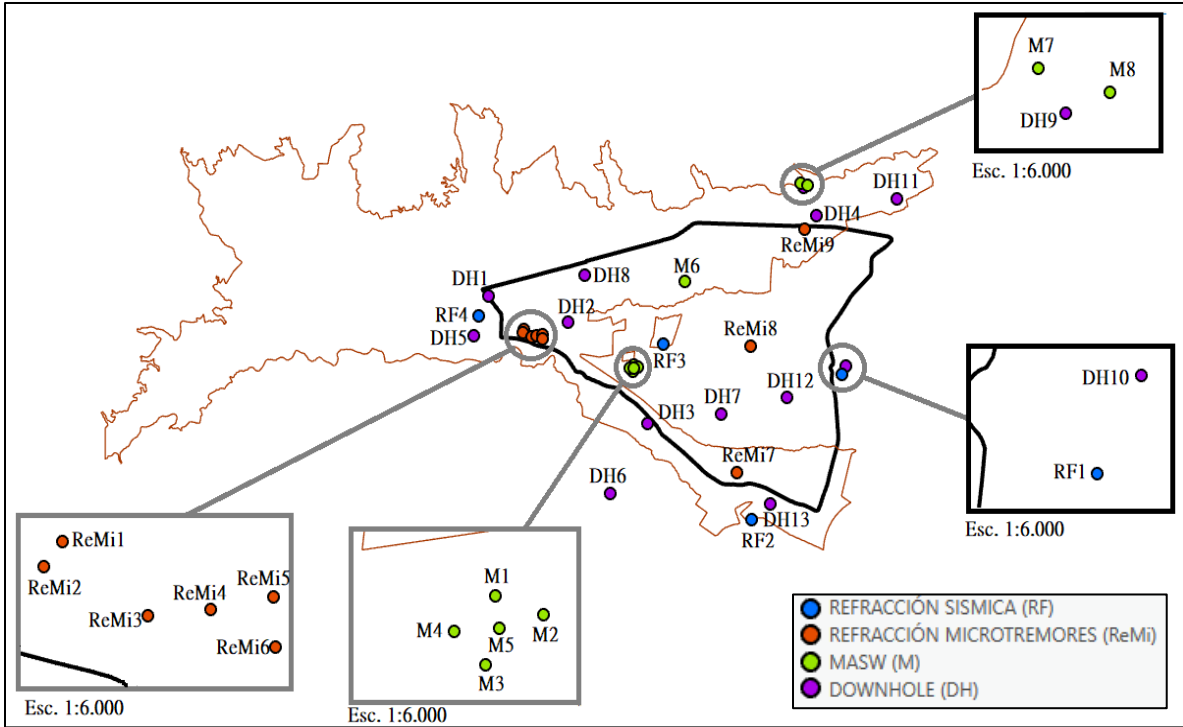 M7
M8
DH9
Esc. 1:6.000
DH11
DH4
ReMi9
DH8
M6
DH1
RF4
DH2
DH5
RF3
ReMi8
DH12
DH7
DH3
ReMi7
DH6
DH13
RF2
DH10
RF1
Esc. 1:6.000
ReMi1
ReMi2
ReMi5
ReMi4
ReMi3
ReMi6
Esc. 1:6.000
M1
M2
M4
M5
M3
Esc. 1:6.000
REFRACCIÓN SISMICA (RF)
REFRACCIÓN MICROTREMORES (ReMi)
MASW (M)
DOWNHOLE (DH)